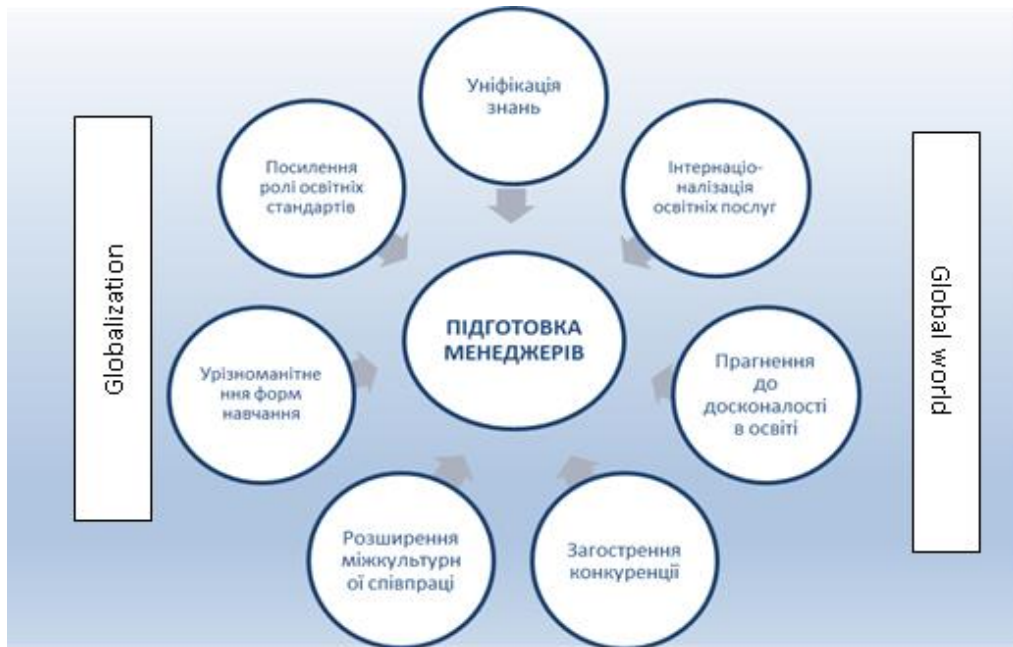 Уніфікація
знань
Посилення
ролі освітніх
стандартів
Інтернаціо-
налізація
освітніх послуг
Globalization
ПІДГОТОВКА
МЕНЕДЖЕРІВ
Global world
Урізноманітне
ння форм
навчання
Прагнення
до
досконалості
в освіті
Розширення
міжкультурн
ої співпраці
Загострення
конкуренції